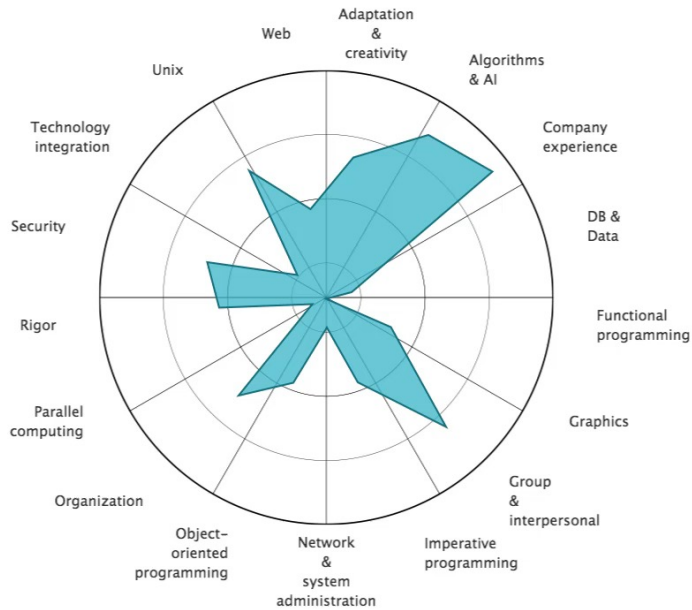 Adaptation
&
creativity
Algorithms
& AI
Company
experience
DB &
Data
Functional
programming
Graphics
Group
&
interpersonal
Imperative
programming
Network
&
system
administration
Object-
oriented
programming
Organization
Parallel
computing
Rigor
Security
Technology
integration
Unix
Web